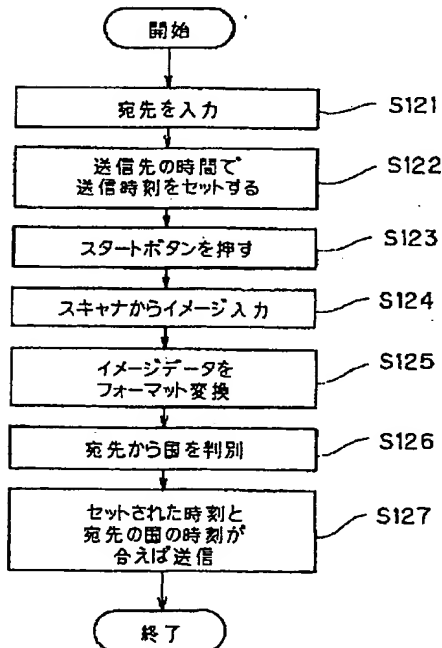 開始
宛先を入力
S121
送信先の時間で
送信時刻をセットする
S122
スタートボタンを押す
S123
スキャナからイメージ入力
S124
イメージデータを
フォーマット変換
S125
宛先から国を判別
S126
セットされた時刻と
宛先の国の時刻が
合えば送信
S127
終了